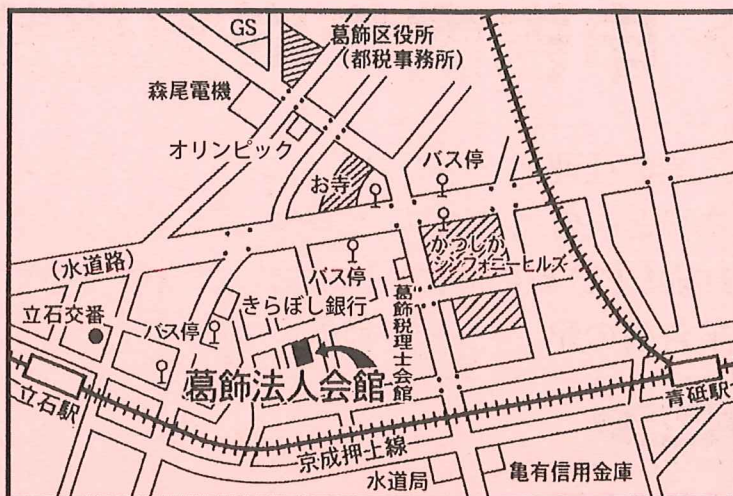 GS
葛飾区役所
(都税事務所)
森尾電機
オリンピック
お寺
バス停
かつしか
シンフォニーヒルズ
(水道路)
バス停
きらぼし銀行
葛飾税理士会館
立石交番
バス停
葛飾法人会館
立石駅
青砥駅
京成押上線
水道局
亀有信用金庫